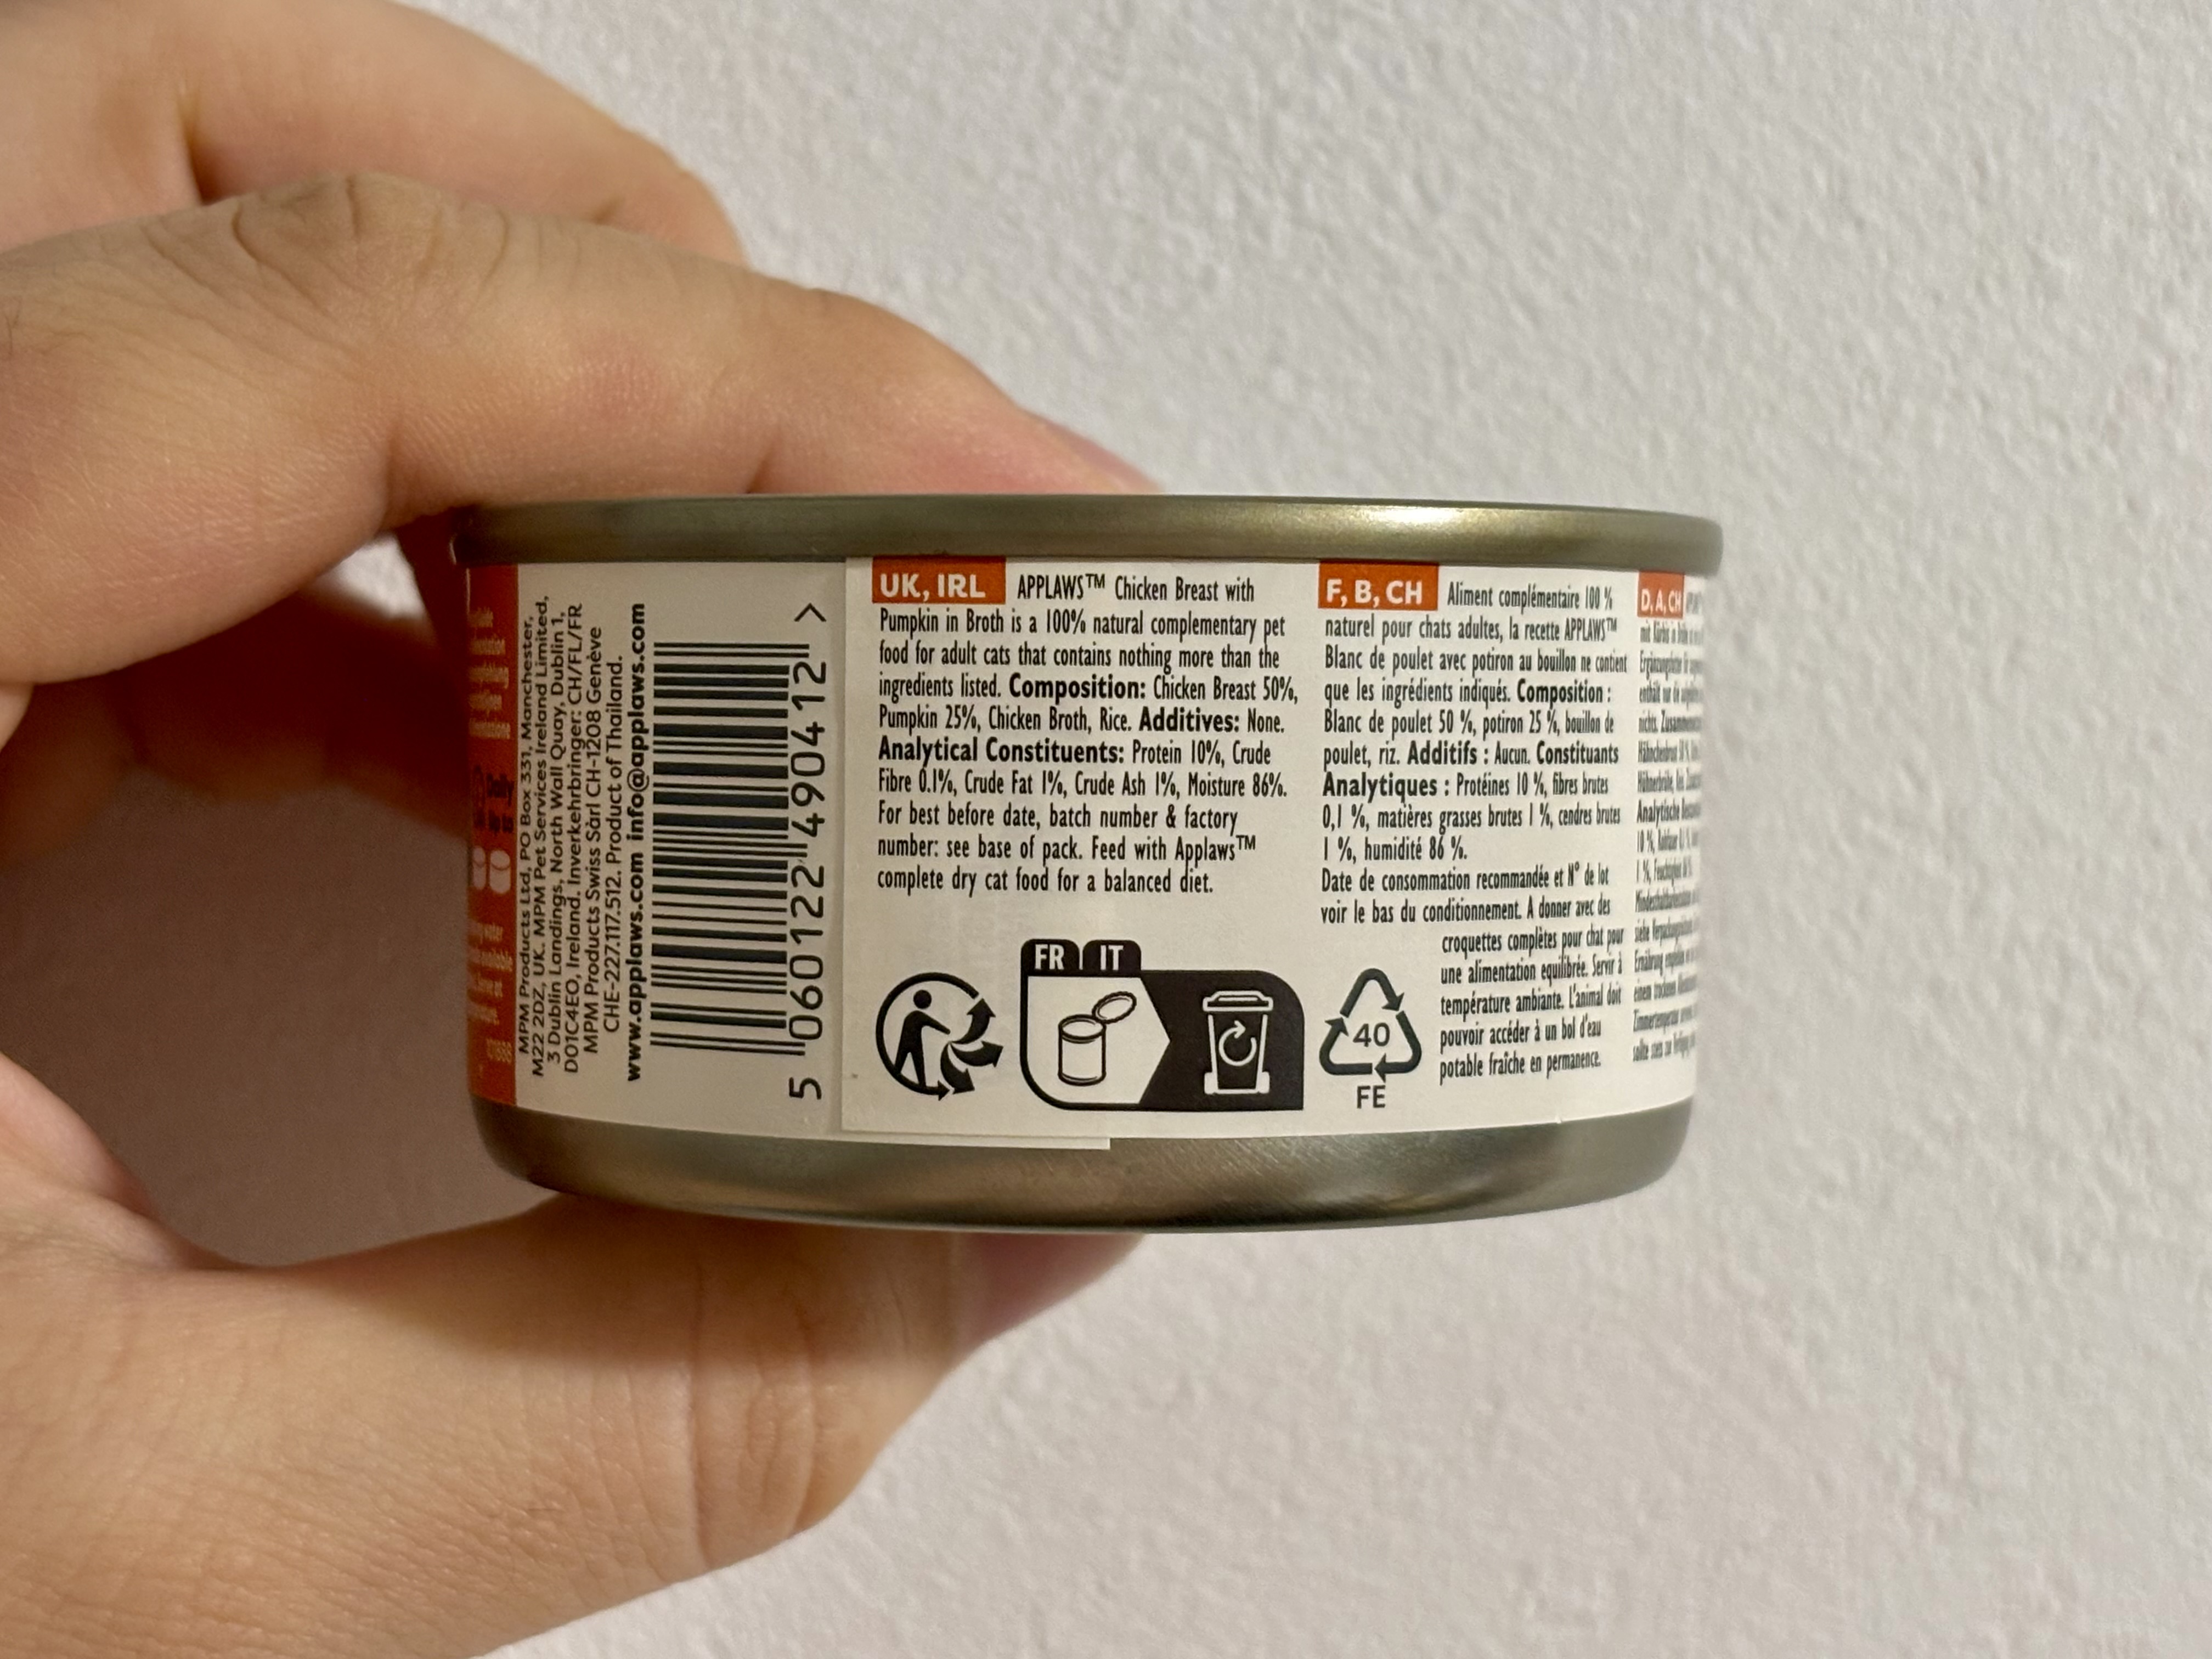 MPM Products Ltd, PO Box 331, Manchester,
M22 2DZ, UK. MPM Pet Services Ireland Limited,
3 Dublin Landings, North Wall Quay, Dublin 1,
D01C4E0, Ireland. Inverkehrbringer: CH/FL/FR
MPM Products Swiss Sàrl CH-1208 Genève
CHE-227.117.512. Product of Thailand.
www.applaws.com info@applaws.com
5 060122 490412 >
UK, IRL APPLAWS™ Chicken Breast with
Pumpkin in Broth is a 100% natural complementary pet
food for adult cats that contains nothing more than the
ingredients listed. Composition: Chicken Breast 50%,
Pumpkin 25%, Chicken Broth, Rice. Additives: None.
Analytical Constituents: Protein 10%, Crude
Fibre 0.1%, Crude Fat 1%, Crude Ash 1%, Moisture 86%.
For best before date, batch number & factory
number: see base of pack. Feed with Applaws™
complete dry cat food for a balanced diet.
FR IT
40
FE
F, B, CH Aliment complémentaire 100 %
naturel pour chats adultes, la recette APPLAWS™
Blanc de poulet avec potiron au bouillon ne contient
que les ingrédients indiqués. Composition :
Blanc de poulet 50 %, potiron 25 %, bouillon de
poulet, riz. Additifs : Aucun. Constituants
Analytiques : Protéines 10 %, fibres brutes
0,1 %, matières grasses brutes 1 %, cendres brutes
1 %, humidité 86 %.
Date de consommation recommandée et N° de lot
voir le bas du conditionnement. A donner avec des
croquettes complètes pour chat pour
une alimentation equilibrée. Servir à
température ambiante. L'animal doit
pouvoir accéder à un bol d'eau
potable fraîche en permanence.
D, A, CH
mit Kürbis in
Analytische